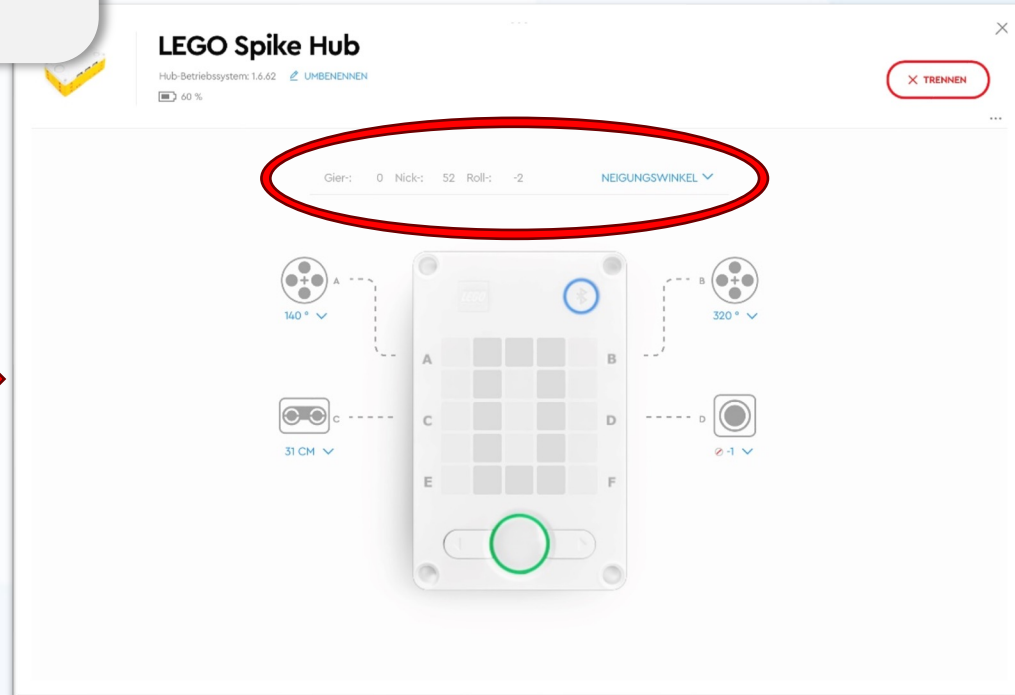 LEGO Spike Hub
Hub-Betriebssystem: 1.6.62 UMBENENNEN
60 %
× TRENNEN
Gier-: 0 Nick-: 52 Roll-: -2 NEIGUNGSWINKEL
A B
140 ° 320 °
A B
C C D D
31 CM -1
E F
LEGO